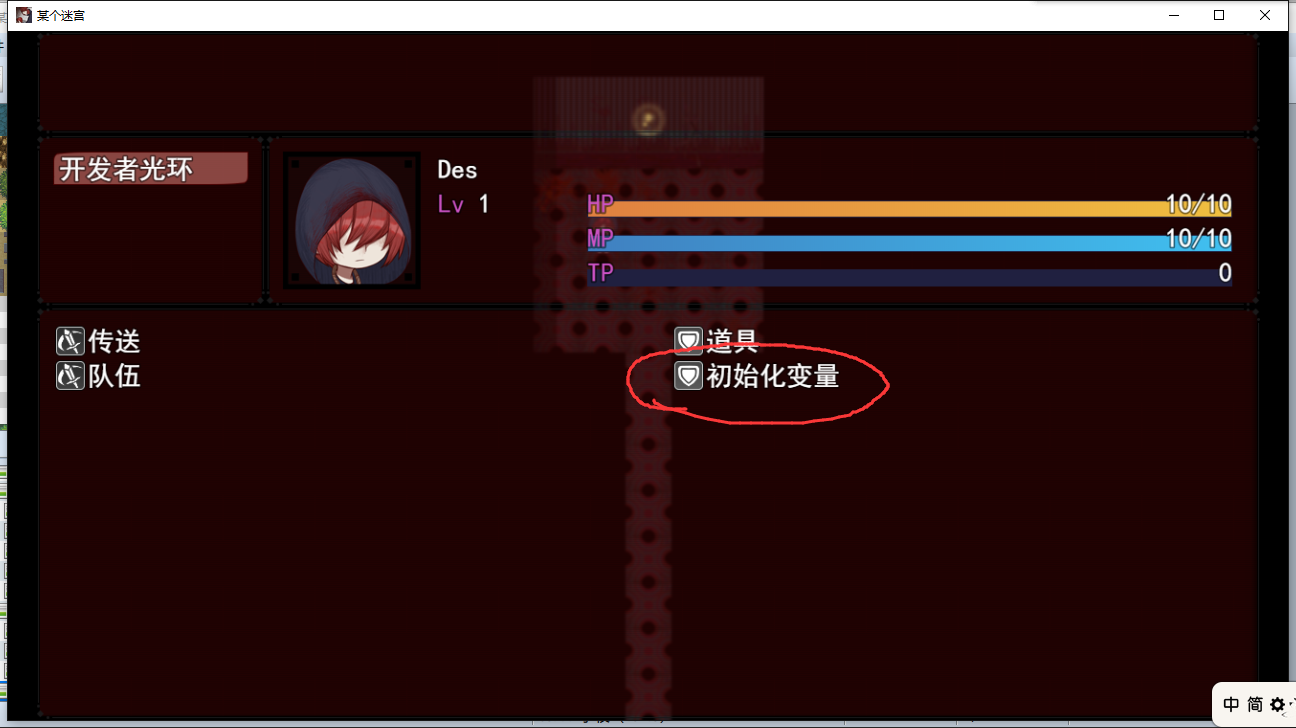 某个迷宫
开发者光环
Des
Lv 1
HP 10/10
MP 10/10
TP 0
传送
道具
队伍
初始化变量
中 简